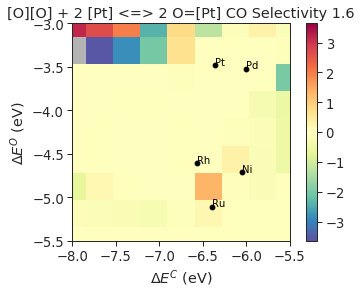 [O][O] + 2 [Pt] <=> 2 O=[Pt] CO Selectivity 1.6
−3.0
−3.5
−4.0
−4.5
−5.0
−5.5
ΔE^O (eV)
Pt
Pd
Rh
Ni
Ru
−8.0 −7.5 −7.0 −6.5 −6.0 −5.5
ΔE^C (eV)
3
2
1
0
−1
−2
−3